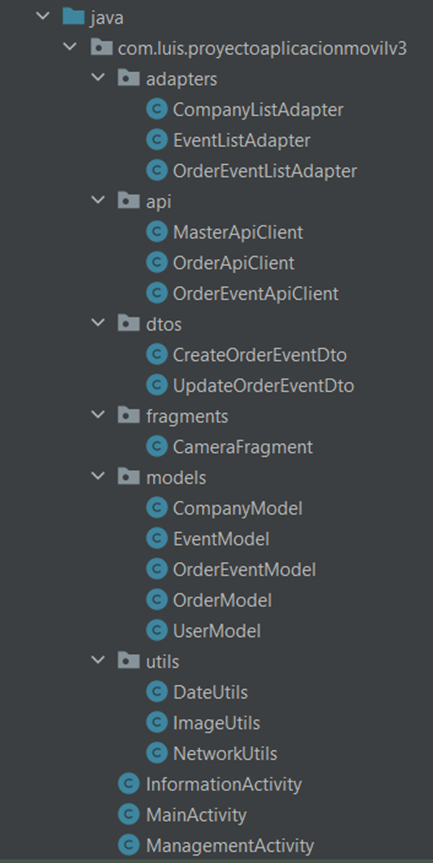 java
com.luis.proyectoaplicacionmovilv3
adapters
C CompanyListAdapter
C EventListAdapter
C OrderEventListAdapter
api
C MasterApiClient
C OrderApiClient
C OrderEventApiClient
dtos
C CreateOrderEventDto
C UpdateOrderEventDto
fragments
C CameraFragment
models
C CompanyModel
C EventModel
C OrderEventModel
C OrderModel
C UserModel
utils
C DateUtils
C ImageUtils
C NetworkUtils
C InformationActivity
C MainActivity
C ManagementActivity